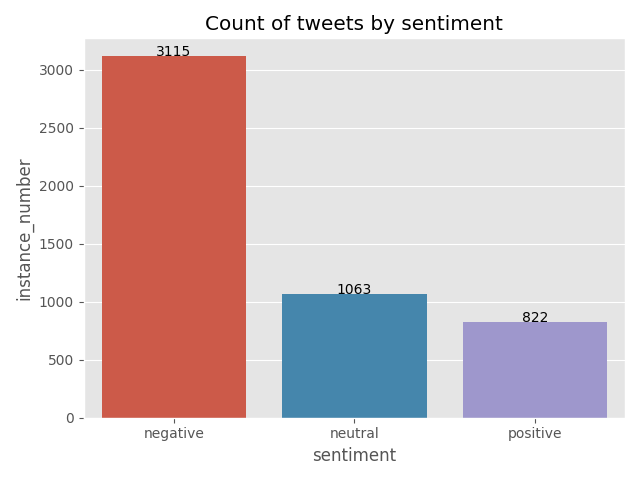 Count of tweets by sentiment
3115
3000
2500
2000
1500
1063
1000
822
500
0
instance_number
negative neutral positive
sentiment